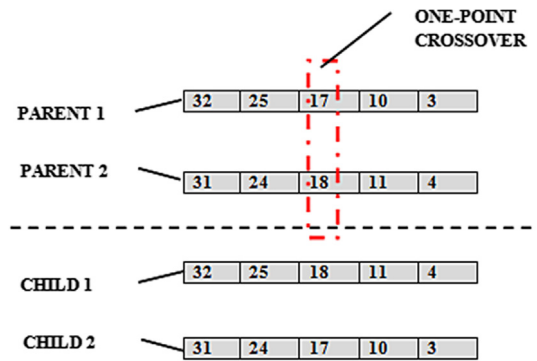 ONE-POINT
CROSSOVER
PARENT 1
32 25 17 10 3
PARENT 2
31 24 18 11 4
CHILD 1
32 25 18 11 4
CHILD 2
31 24 17 10 3